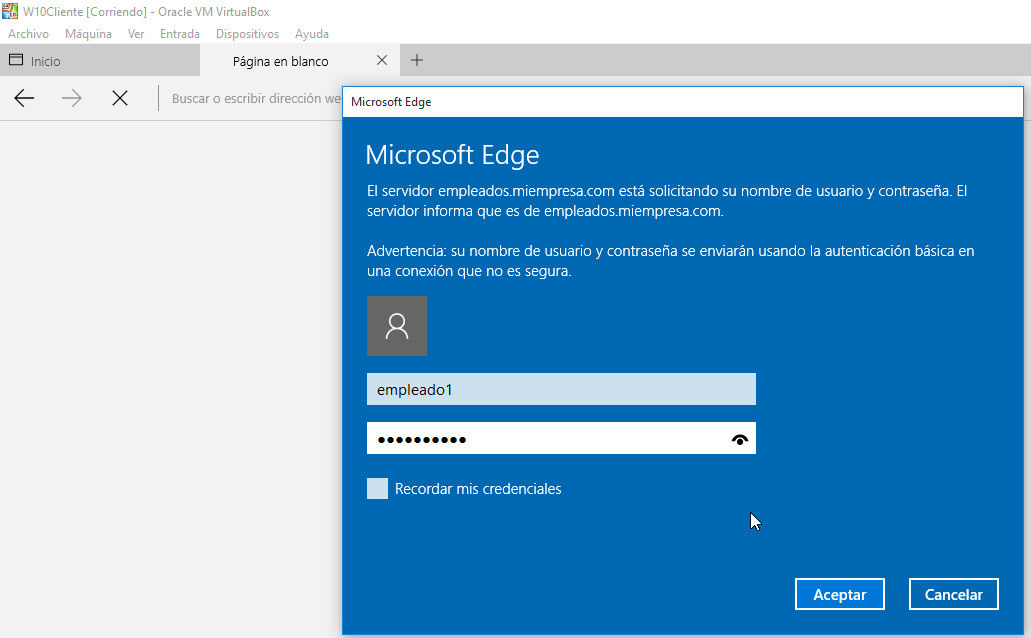 W10Cliente [Corriendo] - Oracle VM VirtualBox
Archivo Máquina Ver Entrada Dispositivos Ayuda
Inicio Página en blanco
Buscar o escribir dirección we
Microsoft Edge
Microsoft Edge
El servidor empleados.miempresa.com está solicitando su nombre de usuario y contraseña. El
servidor informa que es de empleados.miempresa.com.
Advertencia: su nombre de usuario y contraseña se enviarán usando la autenticación básica en
una conexión que no es segura.
empleado1
●●●●●●●●●●
Recordar mis credenciales
Aceptar Cancelar